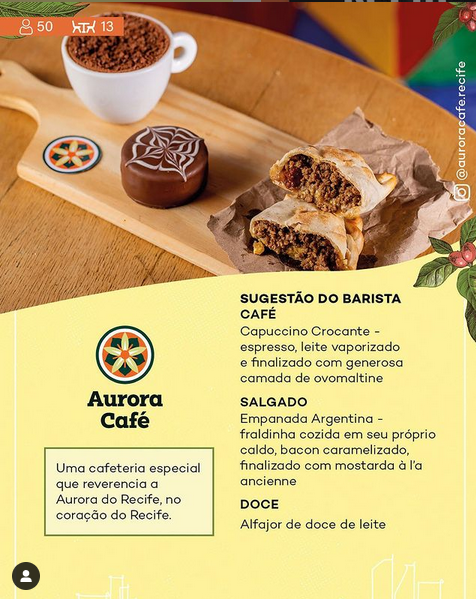 50 13
@auroracafe.recife
Aurora
Café
Uma cafeteria especial
que reverencia a
Aurora do Recife, no
coração do Recife.
SUGESTÃO DO BARISTA
CAFÉ
Capuccino Crocante -
espresso, leite vaporizado
e finalizado com generosa
camada de ovomaltine
SALGADO
Empanada Argentina -
fraldinha cozida em seu próprio
caldo, bacon caramelizado,
finalizado com mostarda à l'a
ancienne
DOCE
Alfajor de doce de leite